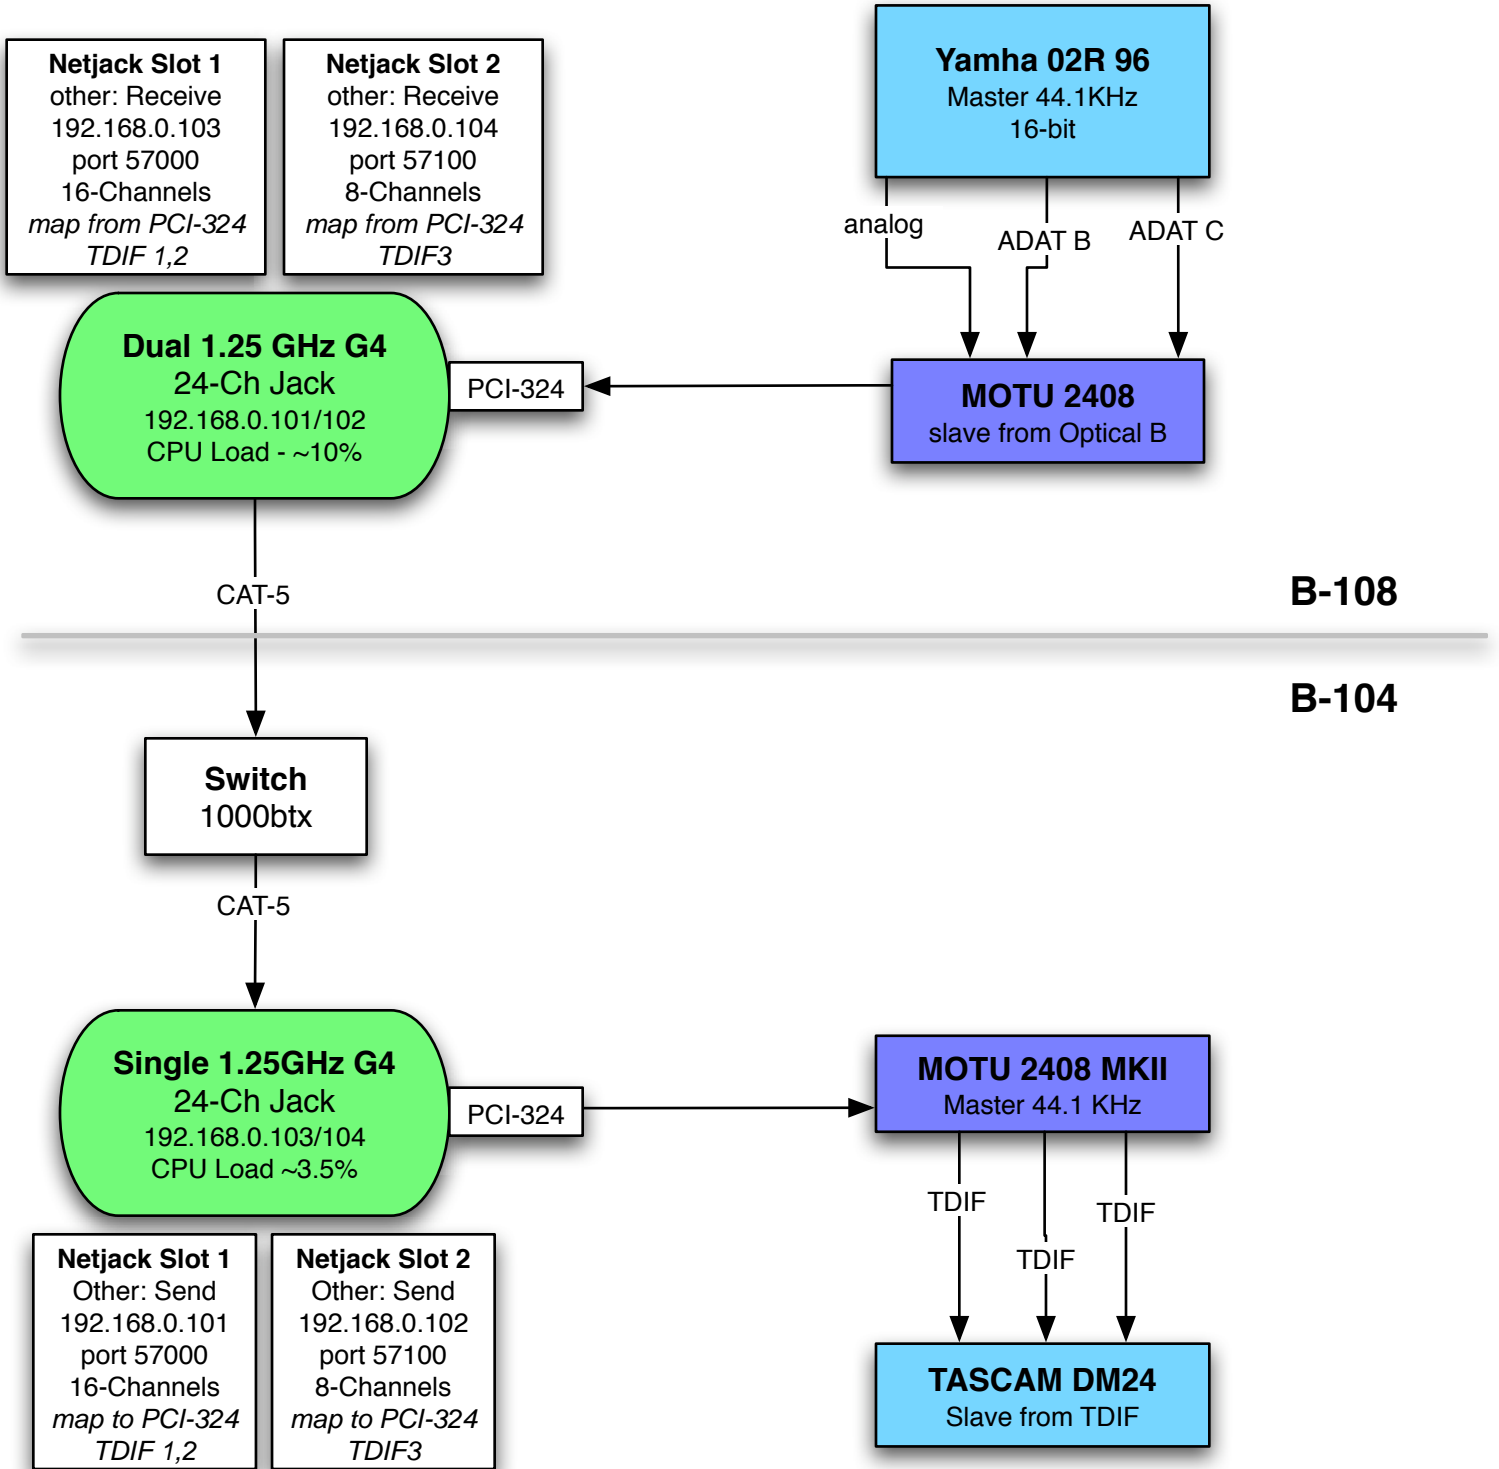 Netjack Slot 1
other: Receive
192.168.0.103
port 57000
16-Channels
map from PCI-324
TDIF 1,2
Netjack Slot 2
other: Receive
192.168.0.104
port 57100
8-Channels
map from PCI-324
TDIF3
Yamha 02R 96
Master 44.1KHz
16-bit
analog
ADAT B
ADAT C
Dual 1.25 GHz G4
24-Ch Jack
192.168.0.101/102
CPU Load - ~10%
PCI-324
MOTU 2408
slave from Optical B
CAT-5
B-108
B-104
Switch
1000btx
CAT-5
Single 1.25GHz G4
24-Ch Jack
192.168.0.103/104
CPU Load ~3.5%
PCI-324
MOTU 2408 MKII
Master 44.1 KHz
TDIF
TDIF
TDIF
Netjack Slot 1
Other: Send
192.168.0.101
port 57000
16-Channels
map to PCI-324
TDIF 1,2
Netjack Slot 2
Other: Send
192.168.0.102
port 57100
8-Channels
map to PCI-324
TDIF3
TASCAM DM24
Slave from TDIF